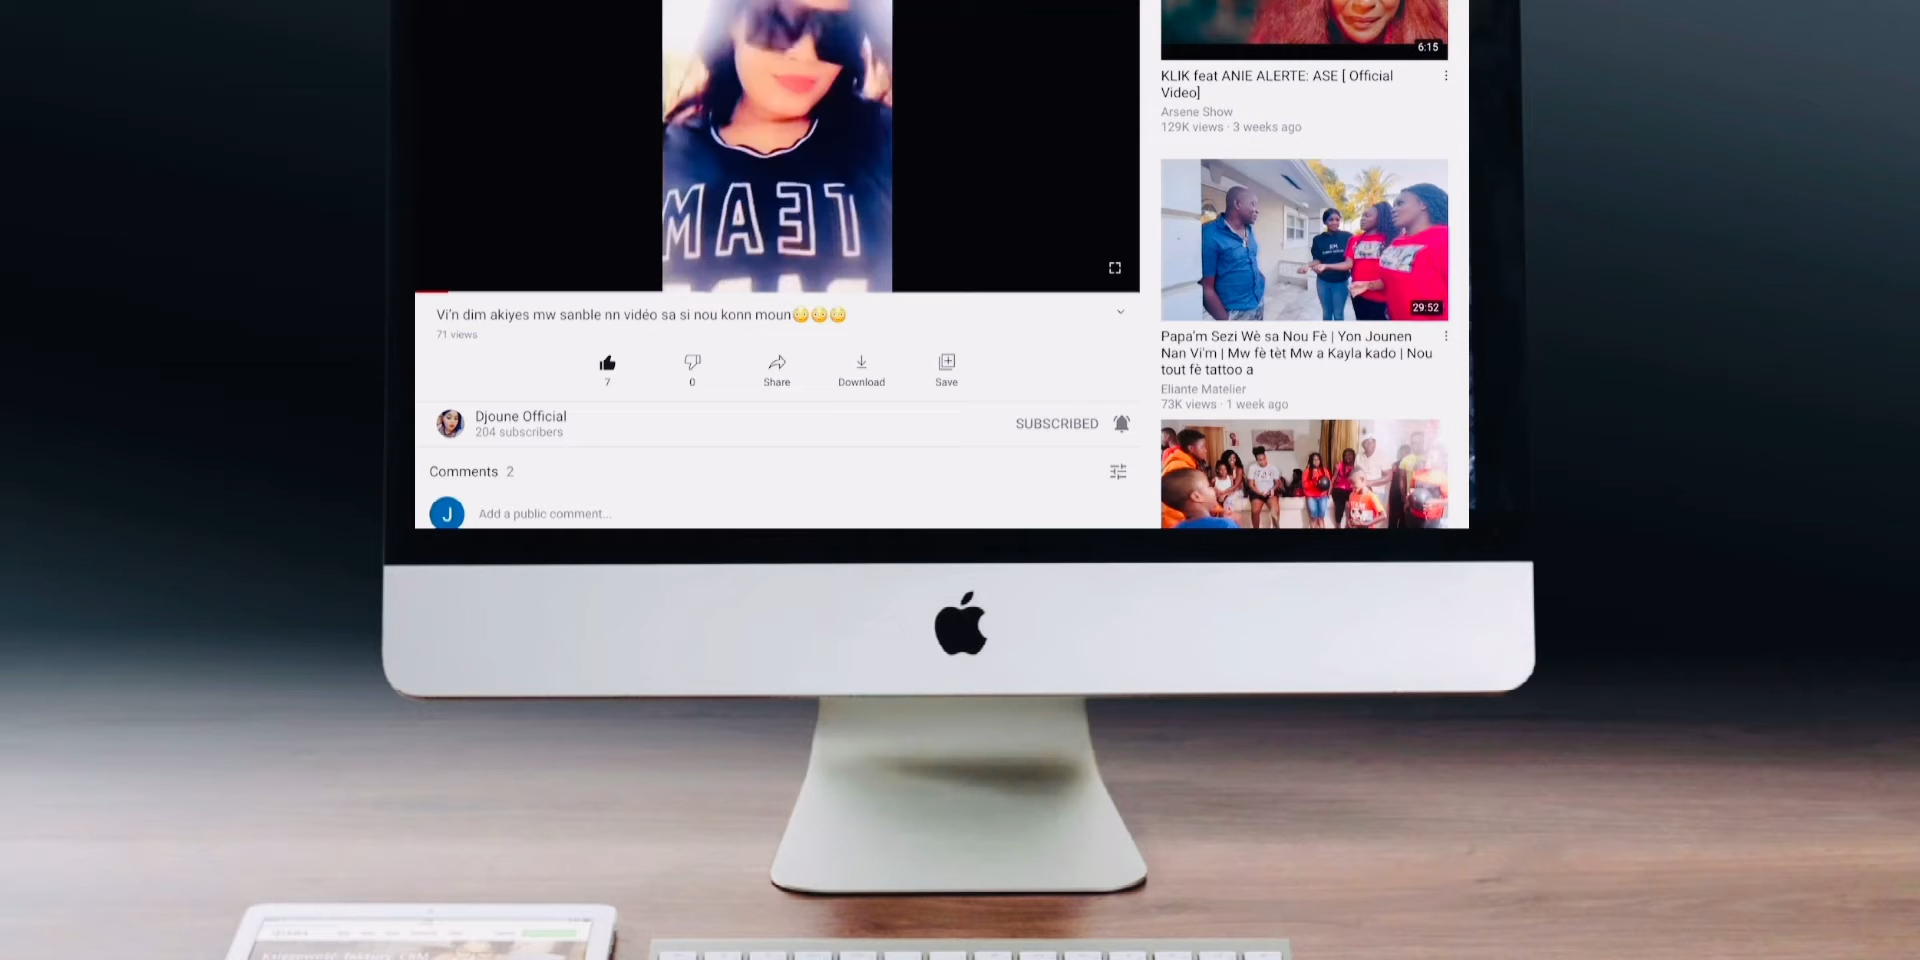 TEAM
Vi'n dim akiyes mw sanble nn vidéo sa si nou konn moun😳😳😳
71 views
7
0
Share
Download
Save
Djoune Official
204 subscribers
SUBSCRIBED
Comments 2
J
Add a public comment...
6:15
KLIK feat ANIE ALERTE: ASE [ Official
Video]
Arsene Show
129K views · 3 weeks ago
29:52
Papa'm Sezi Wè sa Nou Fè | Yon Jounen
Nan Vi'm | Mw fè tèt Mw a Kayla kado | Nou
tout fè tattoo a
Eliante Matelier
73K views · 1 week ago